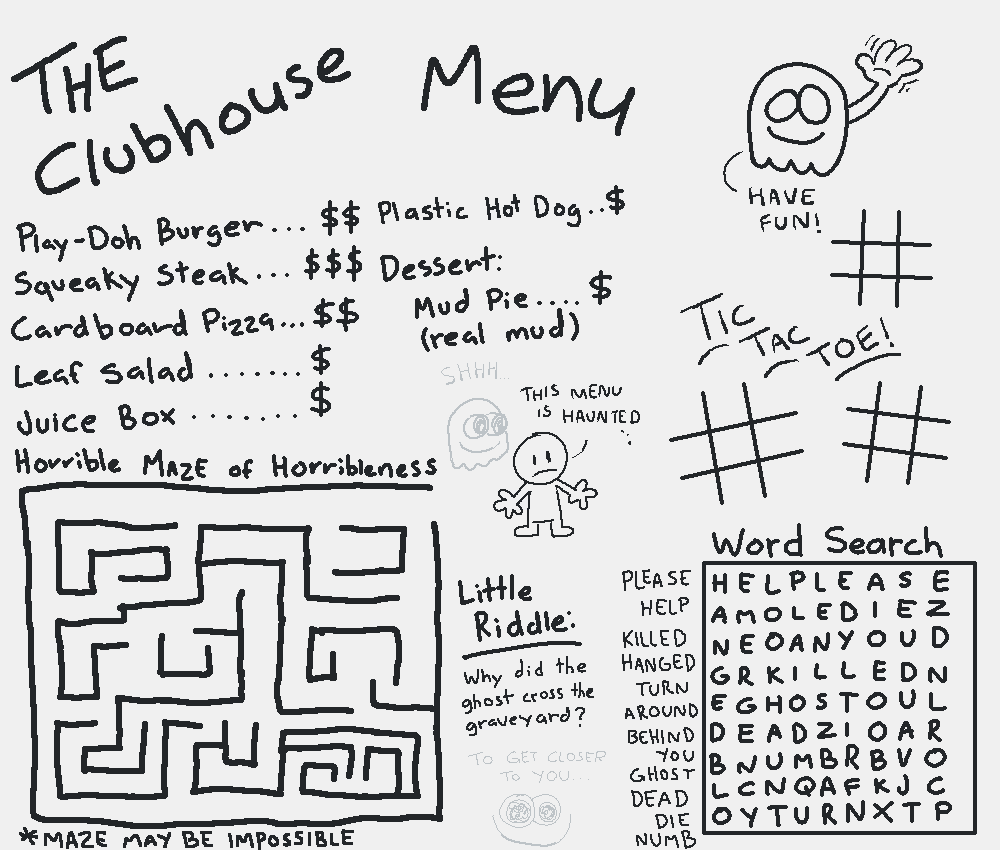 THE
Clubhouse Menu
Play-Doh Burger... $$
Squeaky Steak... $$$
Cardboard Pizza... $$
Leaf Salad ....... $
Juice Box ....... $
Plastic Hot Dog..$
Dessert:
Mud Pie.... $
(real mud)
HAVE
FUN!
TIC
TAC
TOE!
SHHH...
THIS MENU
IS HAUNTED
Horrible MAZE of Horribleness
*MAZE MAY BE IMPOSSIBLE
Little
Riddle:
Why did the
ghost cross the
graveyard?
TO GET CLOSER
TO YOU...
Word Search
PLEASE
HELP
KILLED
HANGED
TURN
AROUND
BEHIND
YOU
GHOST
DEAD
DIE
NUMB
H E L P L E A S E
A M O L E D I E Z
N E O A N Y O U D
G R K I L L E D N
E G H O S T O U L
D E A D Z I O A R
B N U M B R B V O
L C N Q A F K J C
O Y T U R N X T P